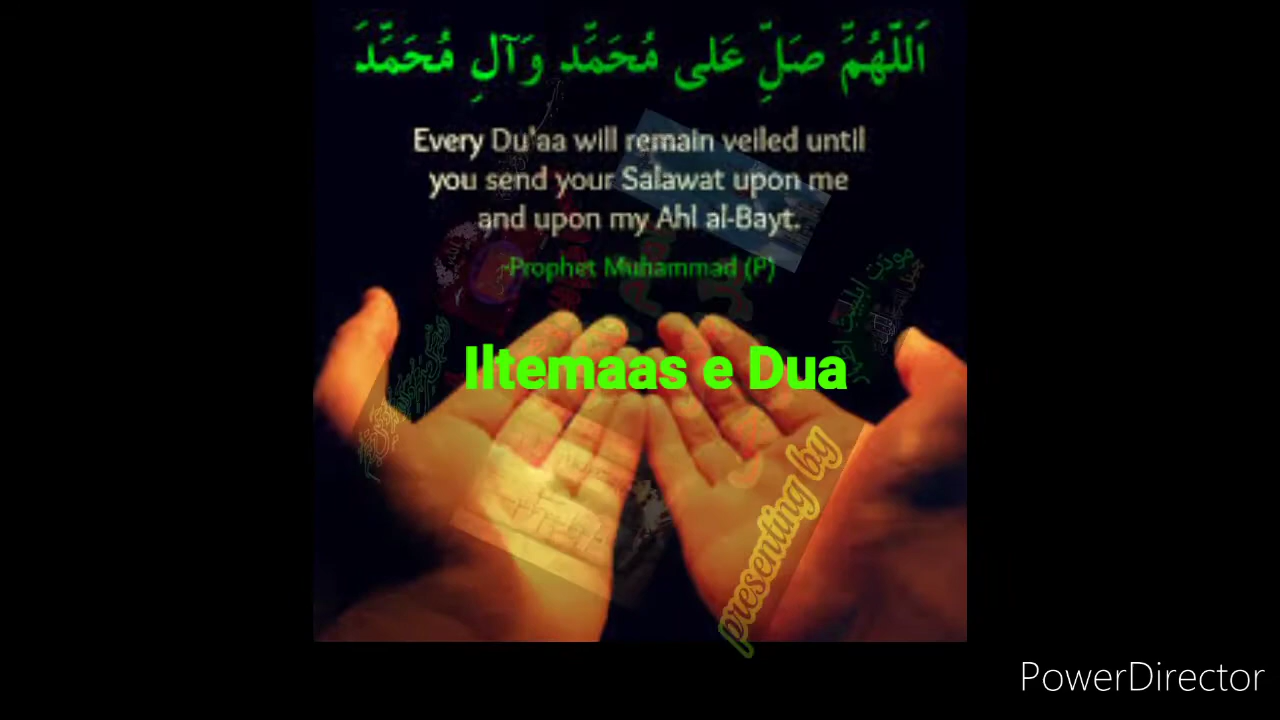 اَللّٰهُمَّ صَلِّ عَلى مُحَمَّد وَآلِ مُحَمَّدَ
Every Du'aa will remain veiled until
you send your Salawat upon me
and upon my Ahl al-Bayt.
-Prophet Muhammad (P)
Iltemaas e Dua
presenting by
PowerDirector